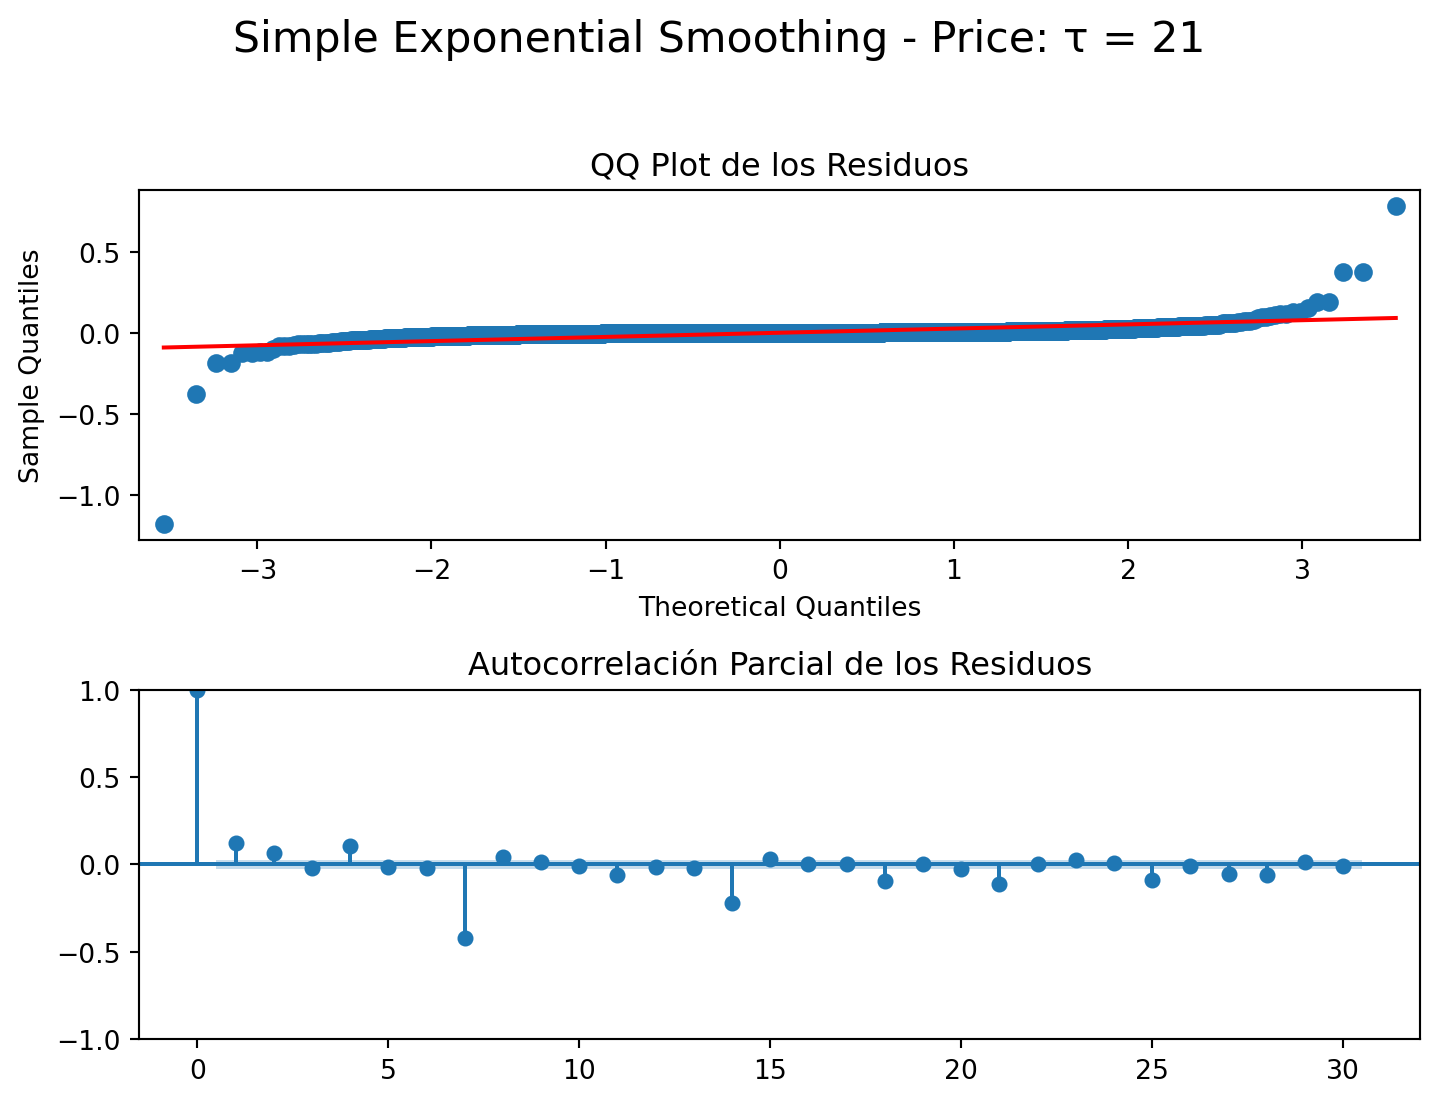 Simple Exponential Smoothing - Price: τ = 21
QQ Plot de los Residuos
Sample Quantiles
0.5
0.0
−0.5
−1.0
−3 −2 −1 0 1 2 3
Theoretical Quantiles
Autocorrelación Parcial de los Residuos
1.0
0.5
0.0
−0.5
−1.0
0 5 10 15 20 25 30